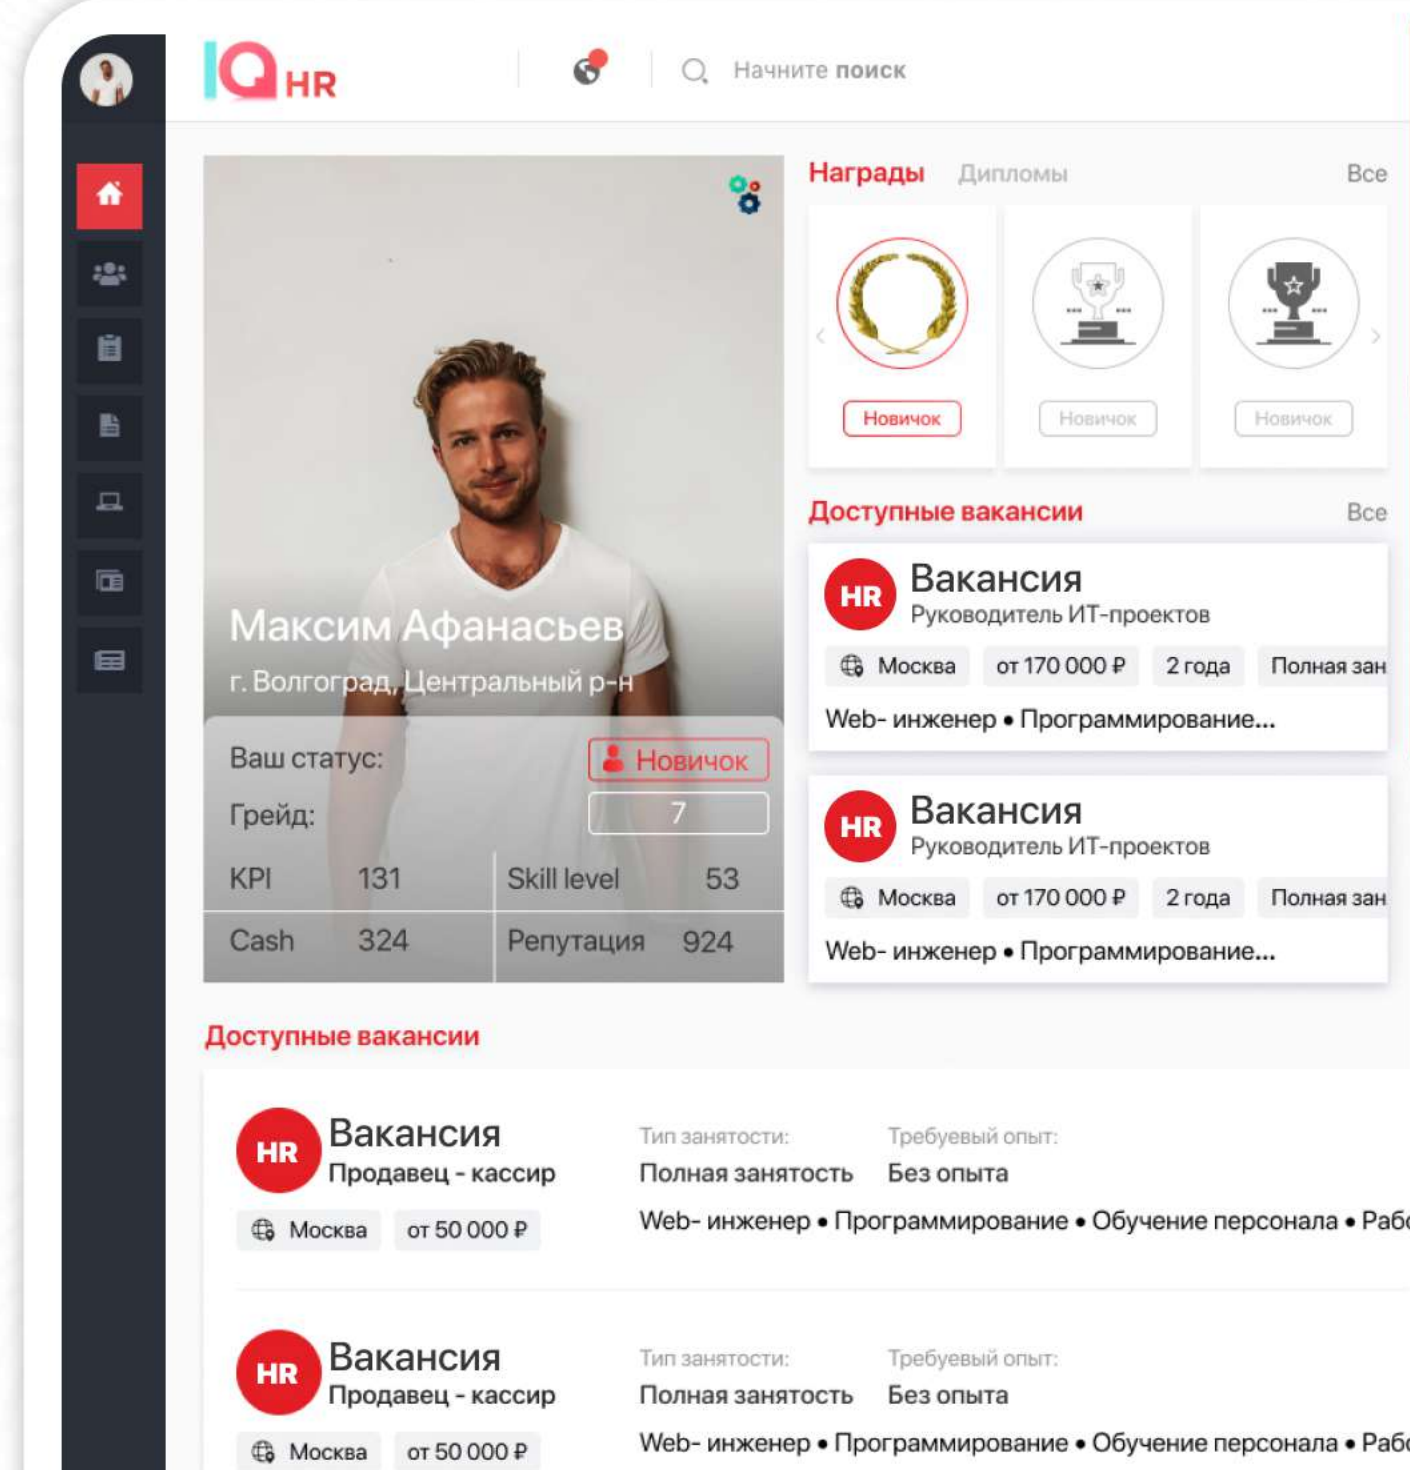 IQ HR
Начните поиск
Награды Дипломы Все
Новичок Новичок Новичок
Максим Афанасьев
г. Волгоград, Центральный р-н
Ваш статус: Новичок
Грейд: 7
KPI 131 Skill level 53
Cash 324 Репутация 924
Доступные вакансии Все
HR Вакансия
Руководитель ИТ-проектов
Москва от 170 000 ₽ 2 года Полная зан
Web- инженер • Программирование...
HR Вакансия
Руководитель ИТ-проектов
Москва от 170 000 ₽ 2 года Полная зан
Web- инженер • Программирование...
Доступные вакансии
HR Вакансия
Продавец - кассир
Москва от 50 000 ₽
Тип занятости: Требуевый опыт:
Полная занятость Без опыта
Web- инженер • Программирование • Обучение персонала • Рабо
HR Вакансия
Продавец - кассир
Москва от 50 000 ₽
Тип занятости: Требуевый опыт:
Полная занятость Без опыта
Web- инженер • Программирование • Обучение персонала • Рабо